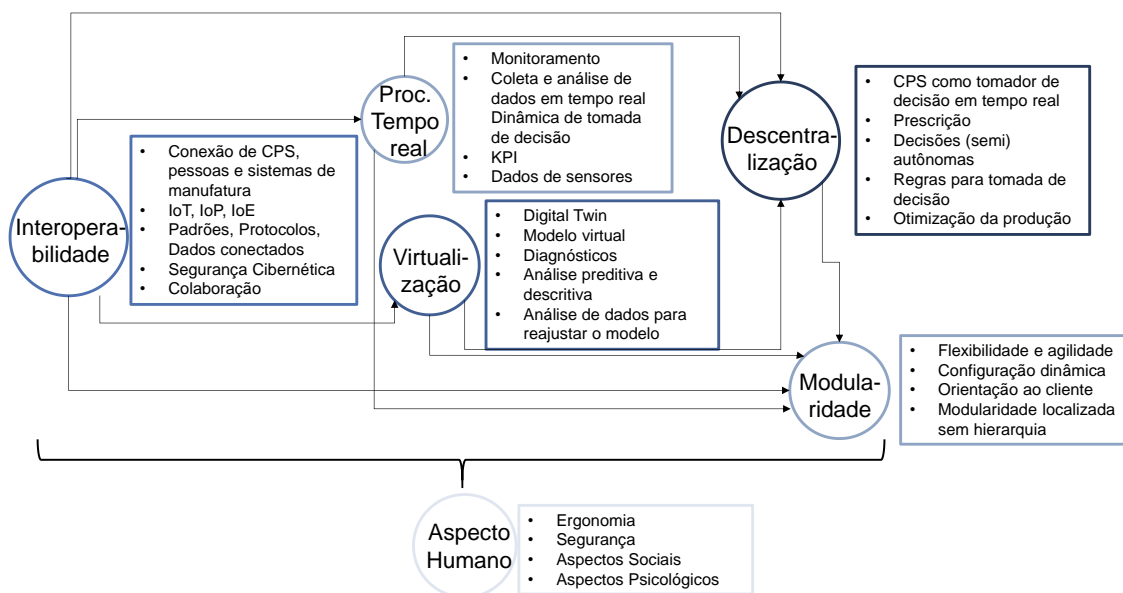 Interopera-
bilidade
• Conexão de CPS,
pessoas e sistemas de
manufatura
• IoT, IoP, IoE
• Padrões, Protocolos,
Dados conectados
• Segurança Cibernética
• Colaboração
Proc.
Tempo
real
• Monitoramento
• Coleta e análise de
dados em tempo real
Dinâmica de tomada
de decisão
• KPI
• Dados de sensores
Virtuali-
zação
• Digital Twin
• Modelo virtual
• Diagnósticos
• Análise preditiva e
descritiva
• Análise de dados para
reajustar o modelo
Descentra-
lização
• CPS como tomador de
decisão em tempo real
• Prescrição
• Decisões (semi)
autônomas
• Regras para tomada de
decisão
• Otimização da produção
Modula-
ridade
• Flexibilidade e agilidade
• Configuração dinâmica
• Orientação ao cliente
• Modularidade localizada
sem hierarquia
Aspecto
Humano
• Ergonomia
• Segurança
• Aspectos Sociais
• Aspectos Psicológicos